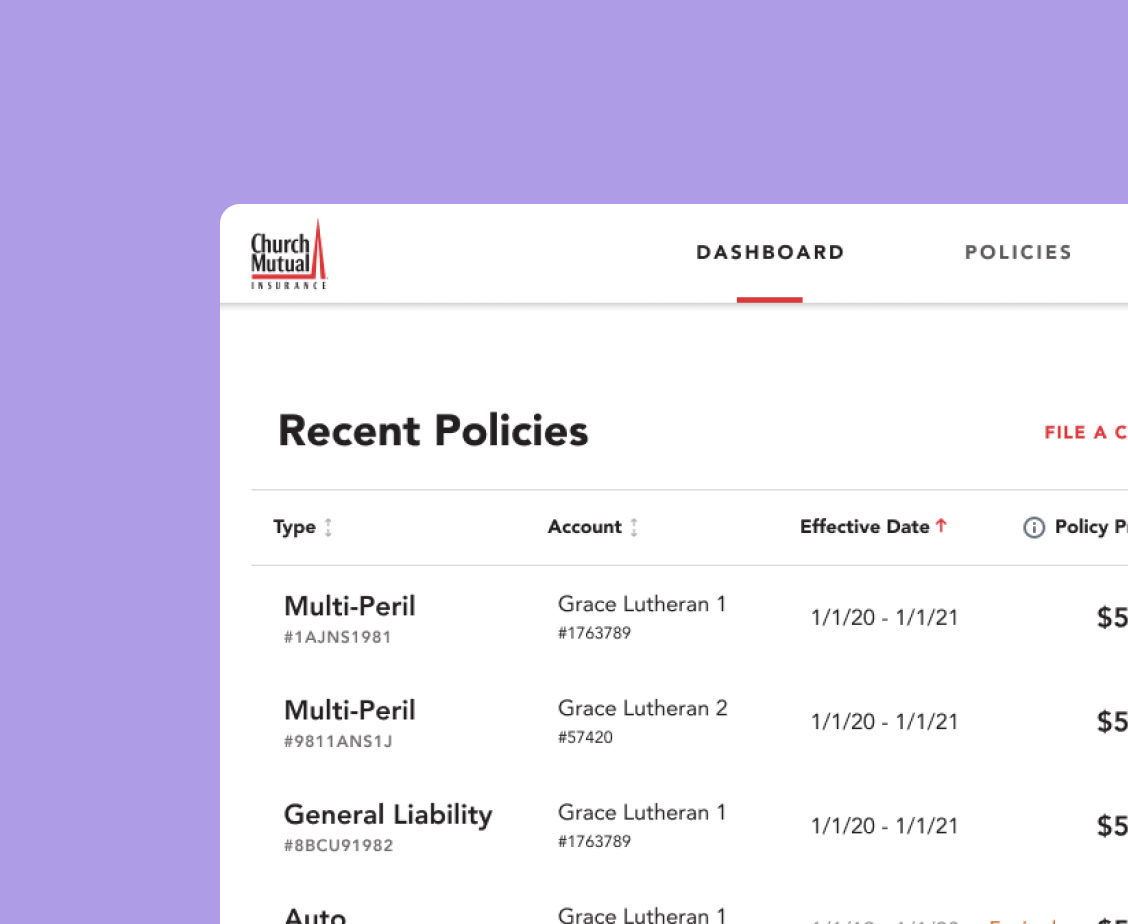 Church
Mutual
INSURANCE
DASHBOARD POLICIES
Recent Policies FILE A
Type Account Effective Date Policy
Multi-Peril Grace Lutheran 1 1/1/20 - 1/1/21 $5
#1AJNS1981 #1763789
Multi-Peril Grace Lutheran 2 1/1/20 - 1/1/21 $5
#9811ANS1J #57420
General Liability Grace Lutheran 1 1/1/20 - 1/1/21 $5
#8BCU91982 #1763789
Auto Grace Lutheran 1